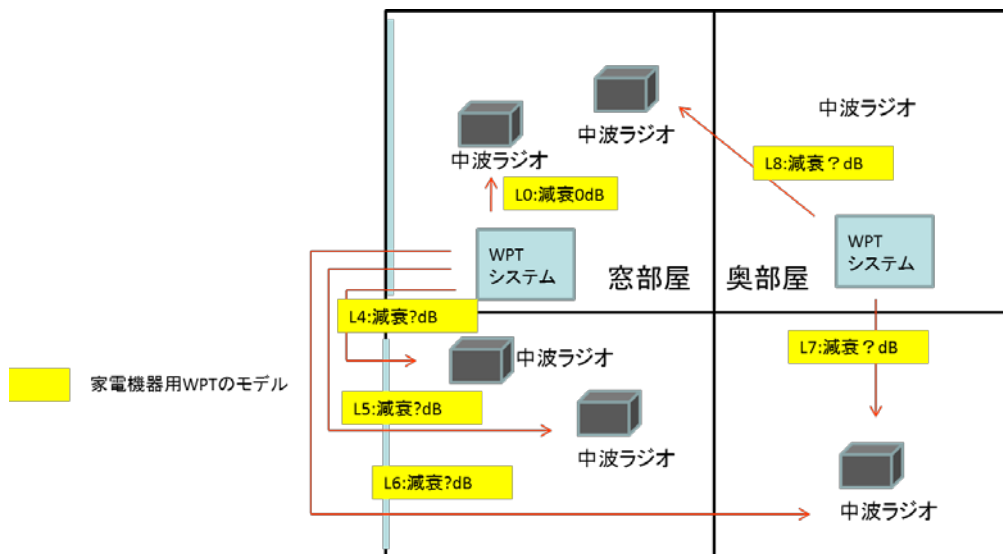 中波ラジオ
中波ラジオ
中波ラジオ
L8:減衰？dB
L0:減衰0dB
WPT
システム
窓部屋
奥部屋
WPT
システム
L4:減衰?dB
中波ラジオ
L7:減衰？dB
家電機器用WPTのモデル
L5:減衰?dB
中波ラジオ
L6:減衰?dB
中波ラジオ